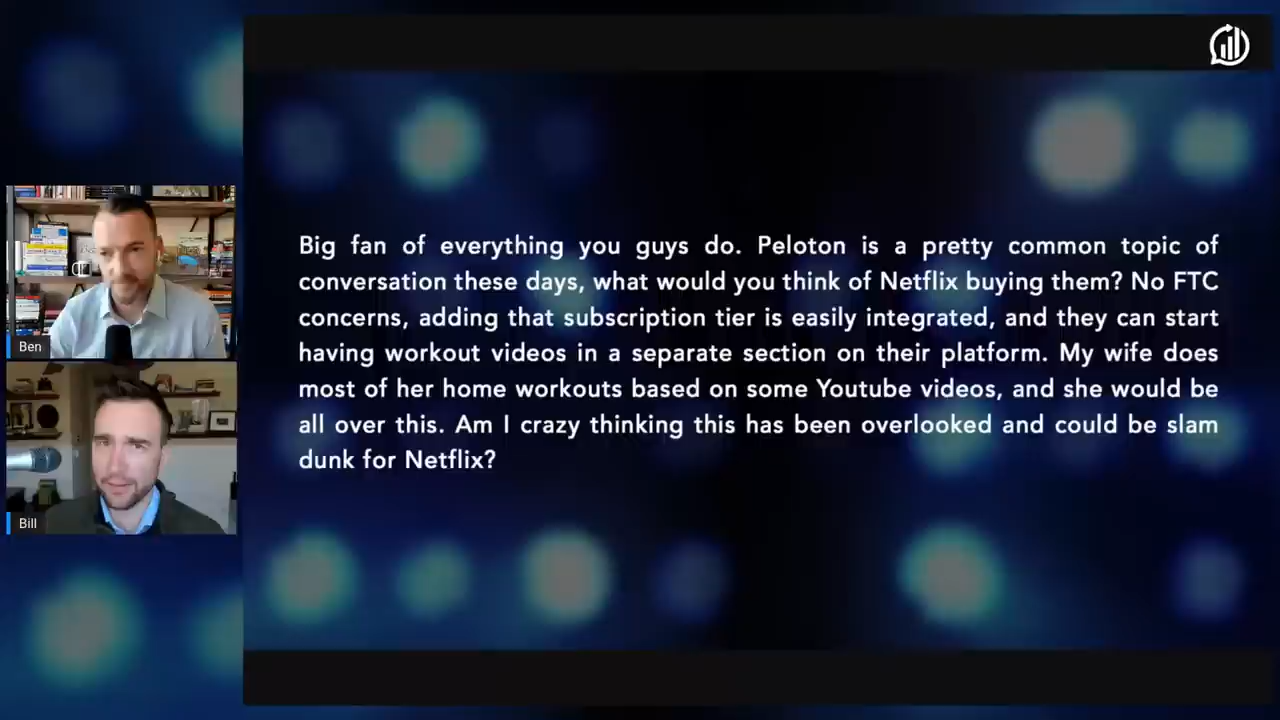 Big fan of everything you guys do. Peloton is a pretty common topic of
conversation these days, what would you think of Netflix buying them? No FTC
concerns, adding that subscription tier is easily integrated, and they can start
having workout videos in a separate section on their platform. My wife does
most of her home workouts based on some Youtube videos, and she would be
all over this. Am I crazy thinking this has been overlooked and could be slam
dunk for Netflix?
Ben
Bill